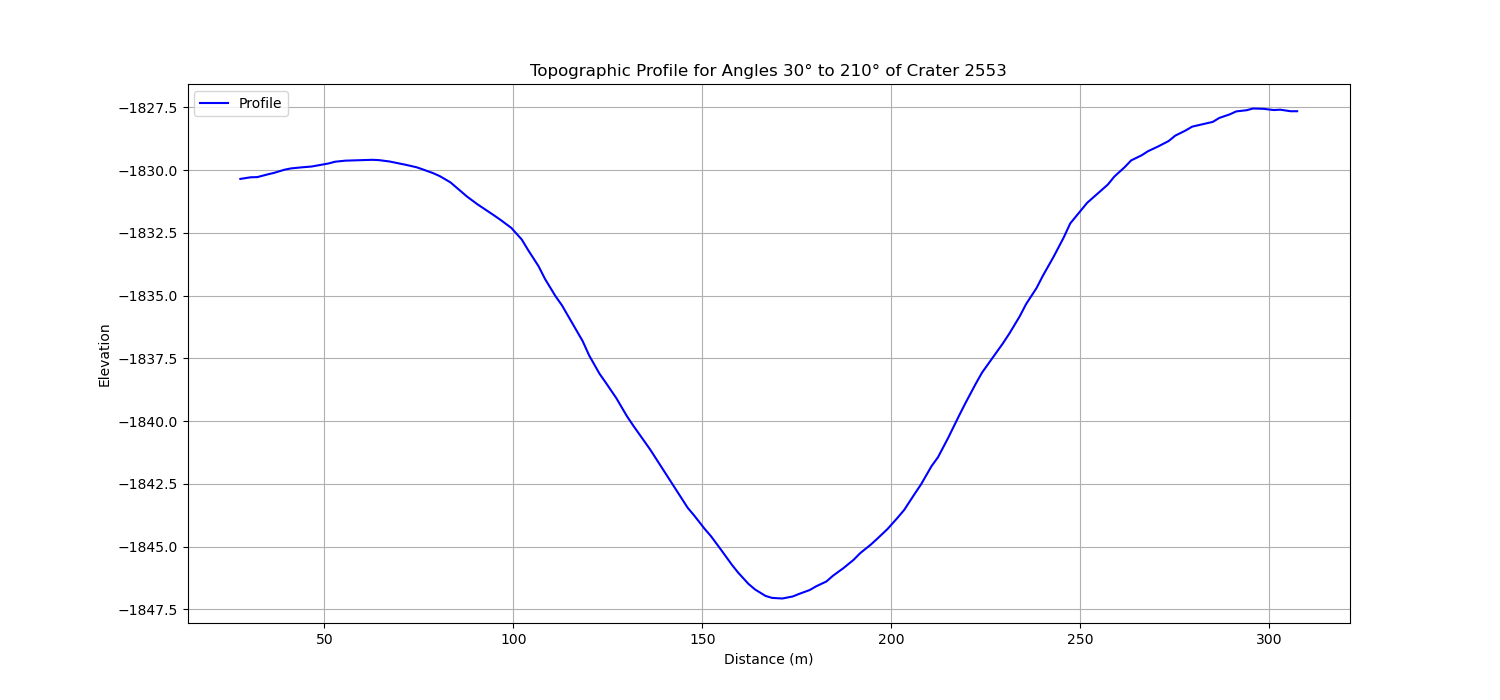 Topographic Profile for Angles 30° to 210° of Crater 2553
Profile
−1827.5
−1830.0
−1832.5
−1835.0
−1837.5
−1840.0
−1842.5
−1845.0
−1847.5
Elevation
50 100 150 200 250 300
Distance (m)